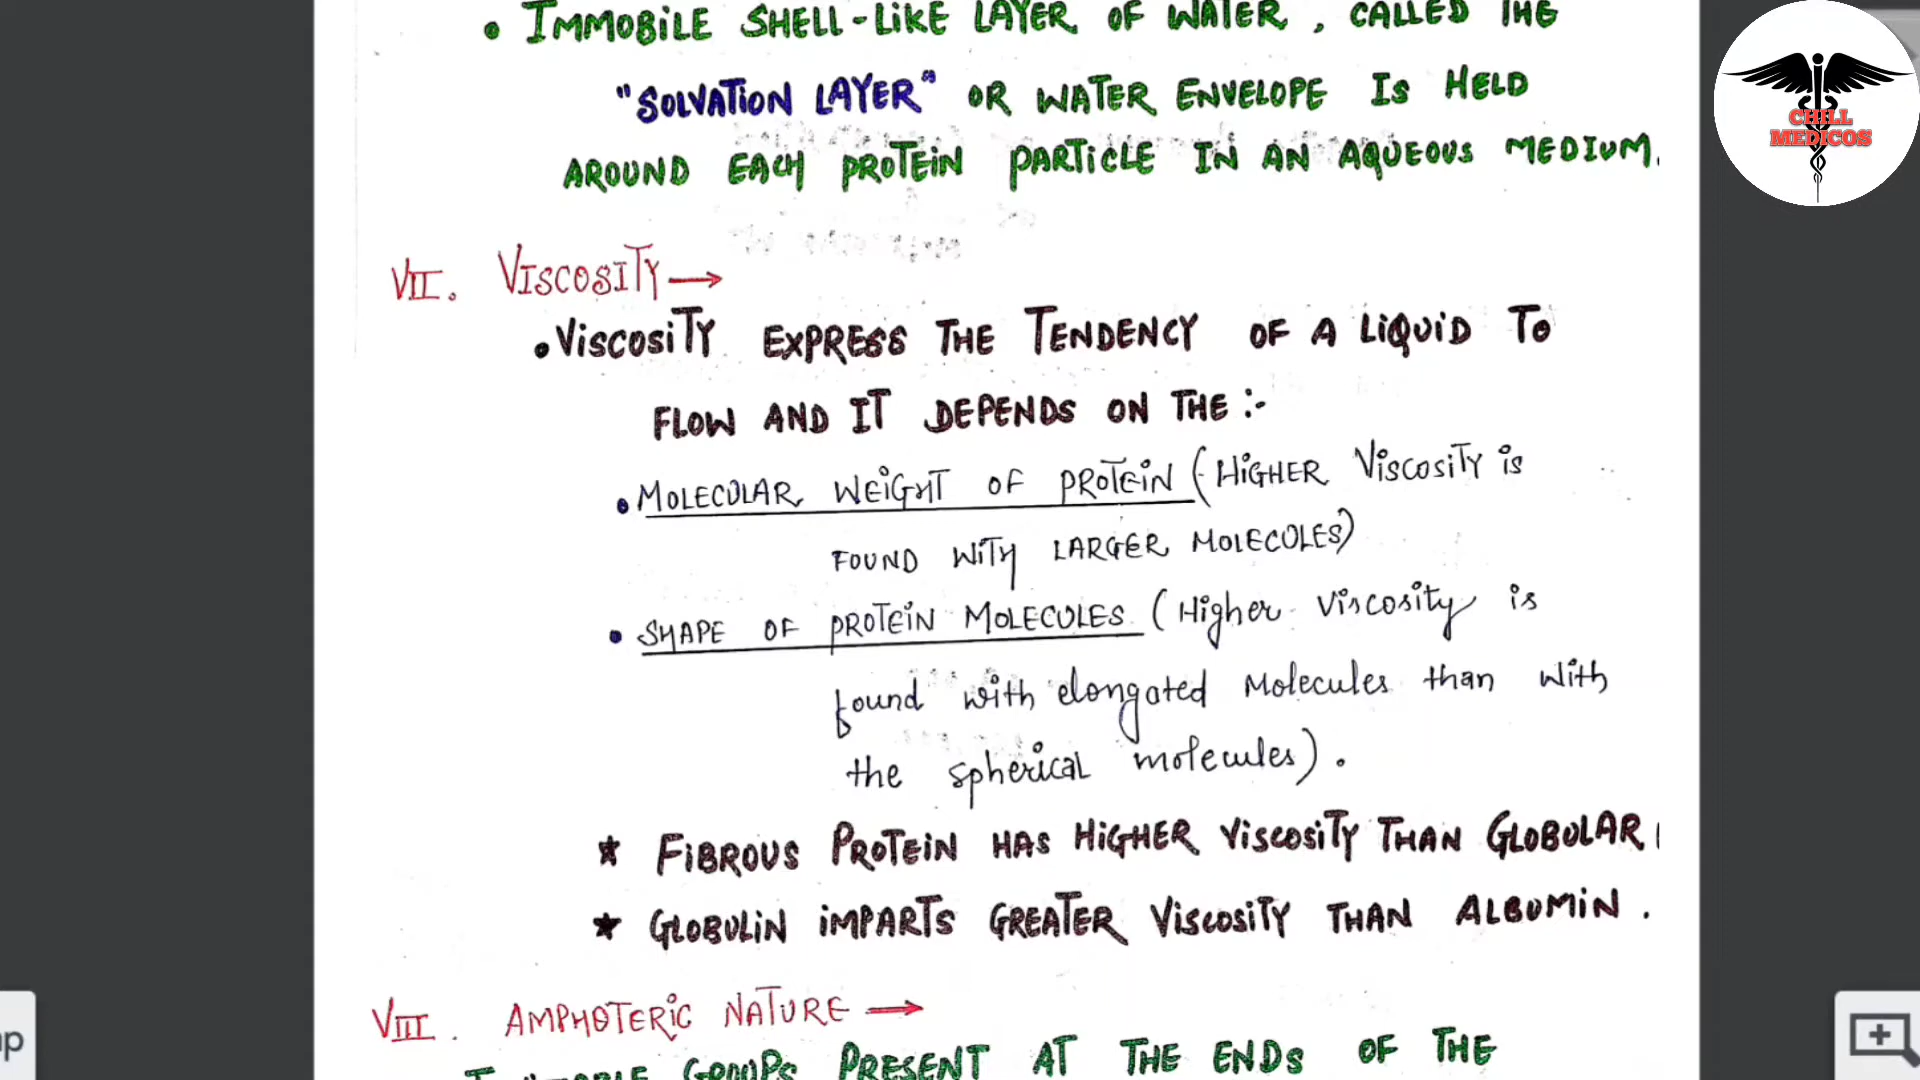 • IMMOBILE SHELL-LIKE LAYER OF WATER, CALLED THE
"SOLVATION LAYER" OR WATER ENVELOPE IS HELD
AROUND EACH PROTEIN PARTICLE IN AN AQUEOUS MEDIUM.
CHILL
MEDICOS
VII. VISCOSITY →
• VISCOSITY EXPRESS THE TENDENCY OF A LIQUID TO
FLOW AND IT DEPENDS ON THE :-
• MOLECULAR WEIGHT OF PROTEIN (HIGHER VISCOSITY is
FOUND WITH LARGER MOLECOLES)
• SHAPE OF PROTEIN MOLECULES (Higher viscosity is
found with elongated molecules than with
the spherical molecules).
★ FIBROUS PROTEIN HAS HIGHER VISCOSITY THAN GLOBULAR
★ GLOBULIN IMPARTS GREATER VISCOSITY THAN ALBUMIN.
VIII. AMPHOTERIC NATURE →
GROUPS PRESENT AT THE ENDS OF THE